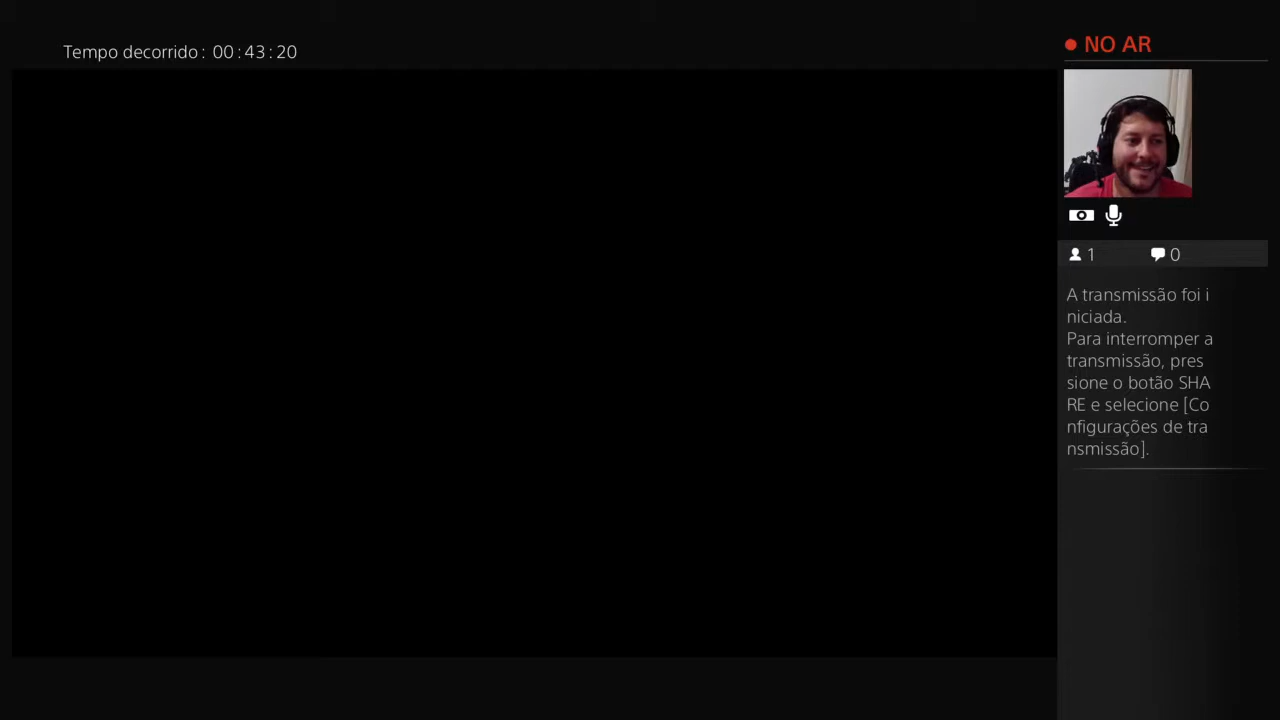 Tempo decorrido : 00 : 43 : 20
NO AR
1
0
A transmissão foi i
niciada.
Para interromper a
transmissão, pres
sione o botão SHA
RE e selecione [Co
nfigurações de tra
nsmissão].